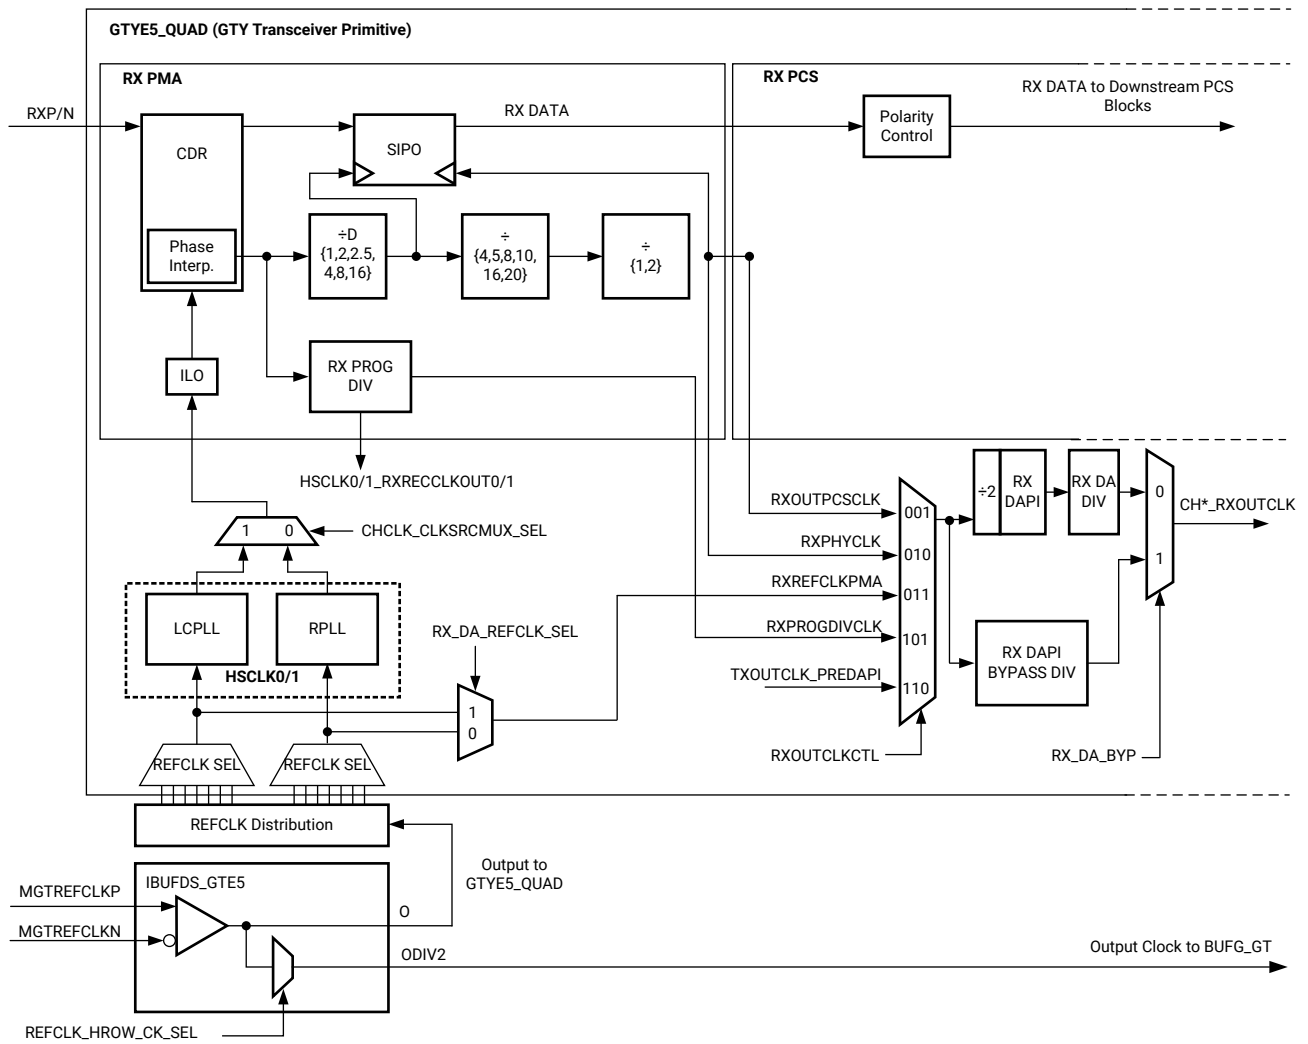 GTYE5_QUAD (GTY Transceiver Primitive)
RX PMA
RX PCS
RX DATA to Downstream PCS
Blocks
RXP/N
RX DATA
Polarity
Control
CDR
SIPO
Phase
Interp.
÷D
{1,2,2.5,
4,8,16}
÷
{4,5,8,10,
16,20}
÷
{1,2}
ILO
RX PROG
DIV
HSCLK0/1_RXRECCLKOUT0/1
1 0
CHCLK_CLKSRCMUX_SEL
LCPLL
RPLL
HSCLK0/1
RX_DA_REFCLK_SEL
1
0
RXOUTPCSCLK
001
RXPHYCLK
010
RXREFCLKPMA
011
RXPROGDIVCLK
101
TXOUTCLK_PREDAPI
110
RXOUTCLKCTL
÷2
RX
DAPI
RX DA
DIV
0
CH*_RXOUTCLK
1
RX DAPI
BYPASS DIV
RX_DA_BYP
REFCLK SEL
REFCLK SEL
REFCLK Distribution
Output to
GTYE5_QUAD
IBUFDS_GTE5
MGTREFCLKP
MGTREFCLKN
O
ODIV2
Output Clock to BUFG_GT
REFCLK_HROW_CK_SEL